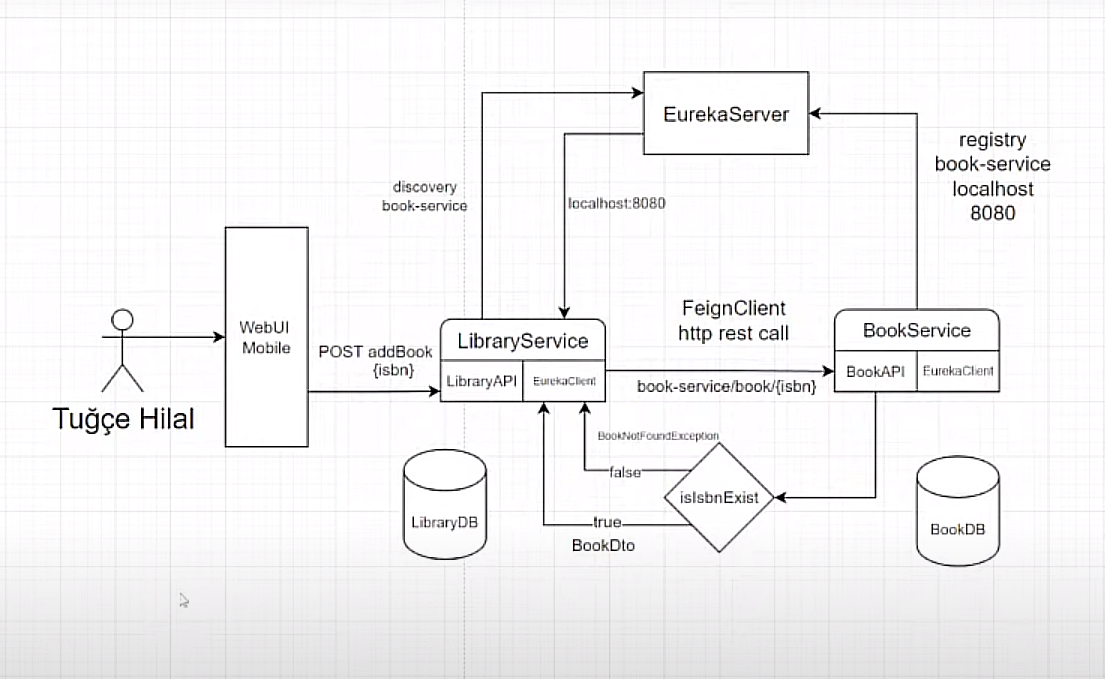 EurekaServer
registry
book-service
localhost
8080
discovery
book-service
localhost:8080
WebUI
Mobile
Tuğçe Hilal
POST addBook
{isbn}
LibraryService
LibraryAPI
EurekaClient
FeignClient
http rest call
book-service/book/{isbn}
BookService
BookAPI
EurekaClient
BookNotFoundException
false
isIsbnExist
true
BookDto
LibraryDB
BookDB